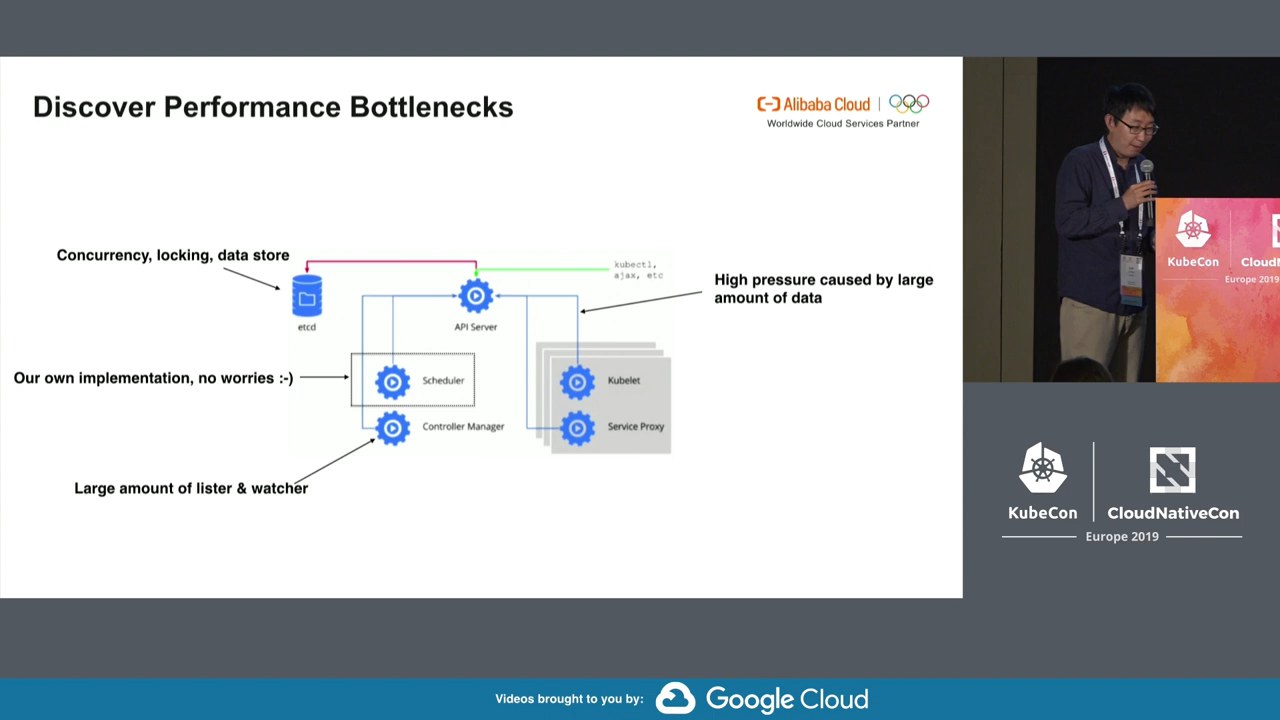 Discover Performance Bottlenecks
Alibaba Cloud
Worldwide Cloud Services Partner
Concurrency, locking, data store
kubectl,
ajax, etc
High pressure caused by large
amount of data
etcd
API Server
Our own implementation, no worries :-)
Scheduler
Kubelet
Controller Manager
Service Proxy
Large amount of lister & watcher
KubeCon
Europe 2019
KubeCon
CloudNativeCon
Europe 2019
Videos brought to you by:
Google Cloud